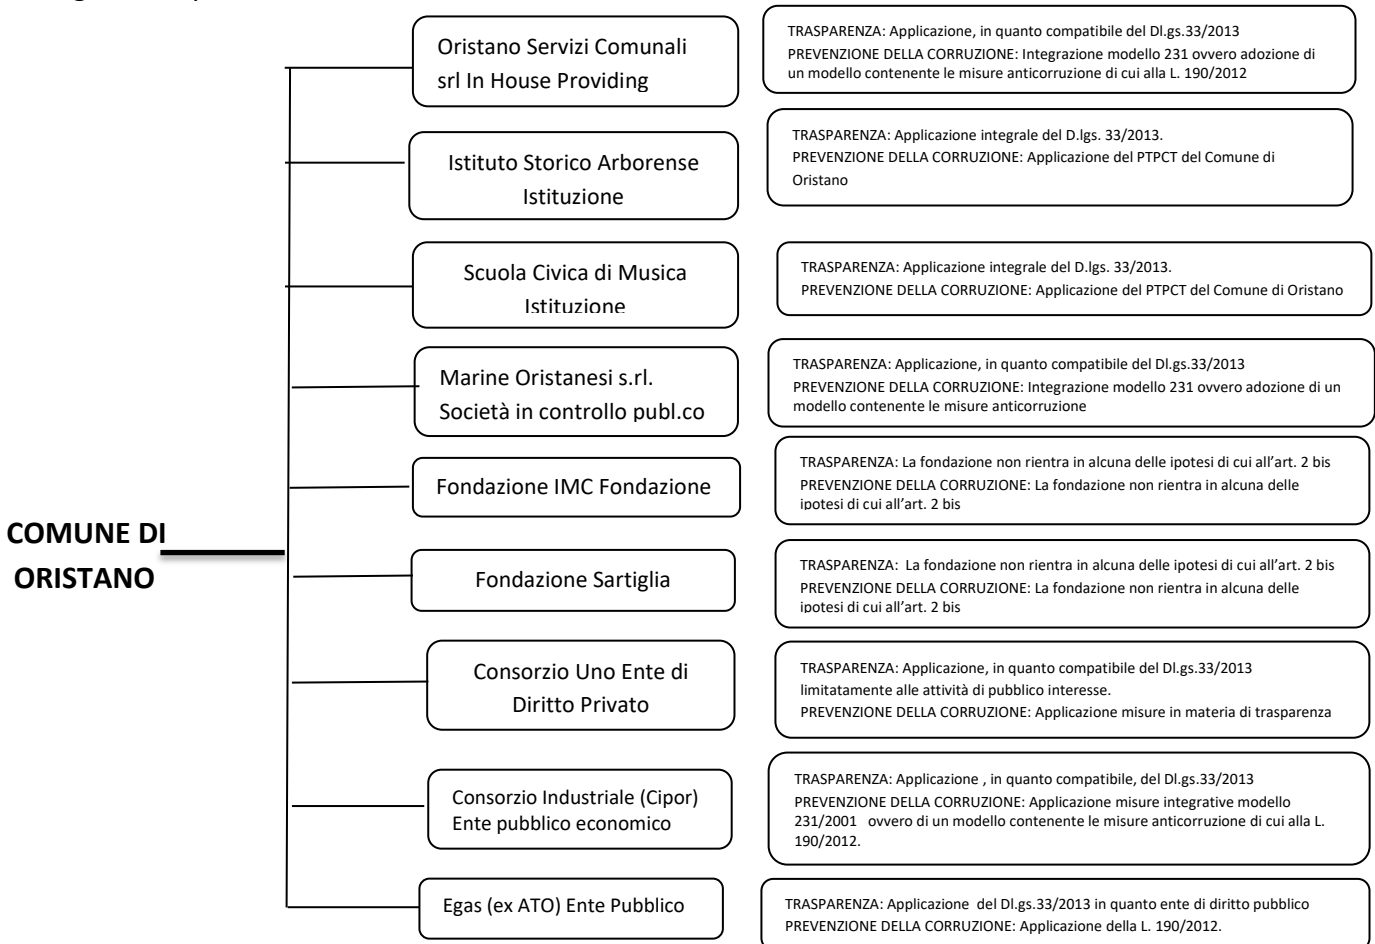 Oristano Servizi Comunali
srl In House Providing
TRASPARENZA: Applicazione, in quanto compatibile del Dl.gs.33/2013
PREVENZIONE DELLA CORRUZIONE: Integrazione modello 231 ovvero adozione di
un modello contenente le misure anticorruzione di cui alla L. 190/2012
Istituto Storico Arborense
Istituzione
TRASPARENZA: Applicazione integrale del D.lgs. 33/2013.
PREVENZIONE DELLA CORRUZIONE: Applicazione del PTPCT del Comune di
Oristano
Scuola Civica di Musica
Istituzione
TRASPARENZA: Applicazione integrale del D.lgs. 33/2013.
PREVENZIONE DELLA CORRUZIONE: Applicazione del PTPCT del Comune di Oristano
Marine Oristanesi s.rl.
Società in controllo publ.co
TRASPARENZA: Applicazione, in quanto compatibile del Dl.gs.33/2013
PREVENZIONE DELLA CORRUZIONE: Integrazione modello 231 ovvero adozione di un
modello contenente le misure anticorruzione
Fondazione IMC Fondazione
TRASPARENZA: La fondazione non rientra in alcuna delle ipotesi di cui all’art. 2 bis
PREVENZIONE DELLA CORRUZIONE: La fondazione non rientra in alcuna delle
ipotesi di cui all’art. 2 bis
COMUNE DI
ORISTANO
Fondazione Sartiglia
TRASPARENZA: La fondazione non rientra in alcuna delle ipotesi di cui all’art. 2 bis
PREVENZIONE DELLA CORRUZIONE: La fondazione non rientra in alcuna delle
ipotesi di cui all’art. 2 bis
Consorzio Uno Ente di
Diritto Privato
TRASPARENZA: Applicazione, in quanto compatibile del Dl.gs.33/2013
limitatamente alle attività di pubblico interesse.
PREVENZIONE DELLA CORRUZIONE: Applicazione misure in materia di trasparenza
Consorzio Industriale (Cipor)
Ente pubblico economico
TRASPARENZA: Applicazione , in quanto compatibile, del Dl.gs.33/2013
PREVENZIONE DELLA CORRUZIONE: Applicazione misure integrative modello
231/2001 ovvero di un modello contenente le misure anticorruzione di cui alla L.
190/2012.
Egas (ex ATO) Ente Pubblico
TRASPARENZA: Applicazione del Dl.gs.33/2013 in quanto ente di diritto pubblico
PREVENZIONE DELLA CORRUZIONE: Applicazione della L. 190/2012.